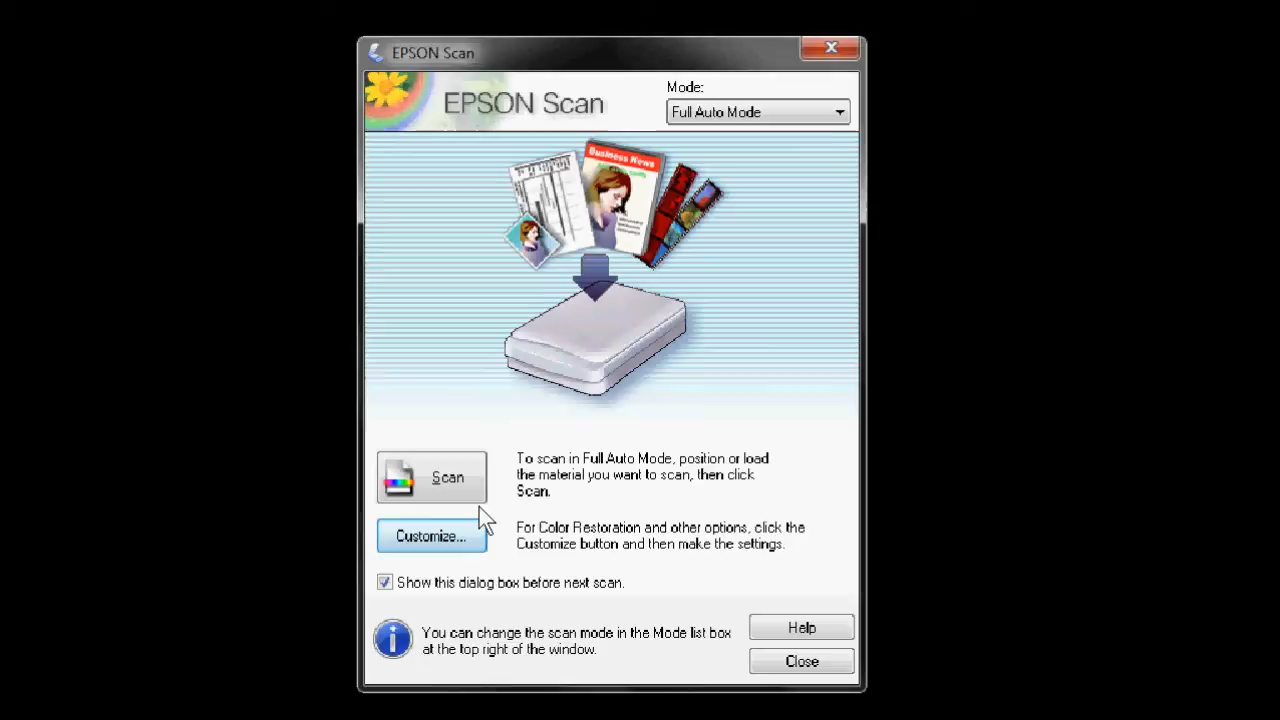 EPSON Scan
EPSON Scan
Mode:
Full Auto Mode
Business News
Scan
To scan in Full Auto Mode, position or load
the material you want to scan, then click
Scan.
Customize...
For Color Restoration and other options, click the
Customize button and then make the settings.
Show this dialog box before next scan.
You can change the scan mode in the Mode list box
at the top right of the window.
Help
Close